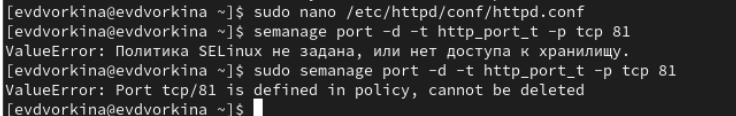 [evdvorkina@evdvorkina ~]$ sudo nano /etc/httpd/conf/httpd.conf
[evdvorkina@evdvorkina ~]$ semanage port -d -t http_port_t -p tcp 81
ValueError: Политика SELinux не задана, или нет доступа к хранилищу.
[evdvorkina@evdvorkina ~]$ sudo semanage port -d -t http_port_t -p tcp 81
ValueError: Port tcp/81 is defined in policy, cannot be deleted
[evdvorkina@evdvorkina ~]$